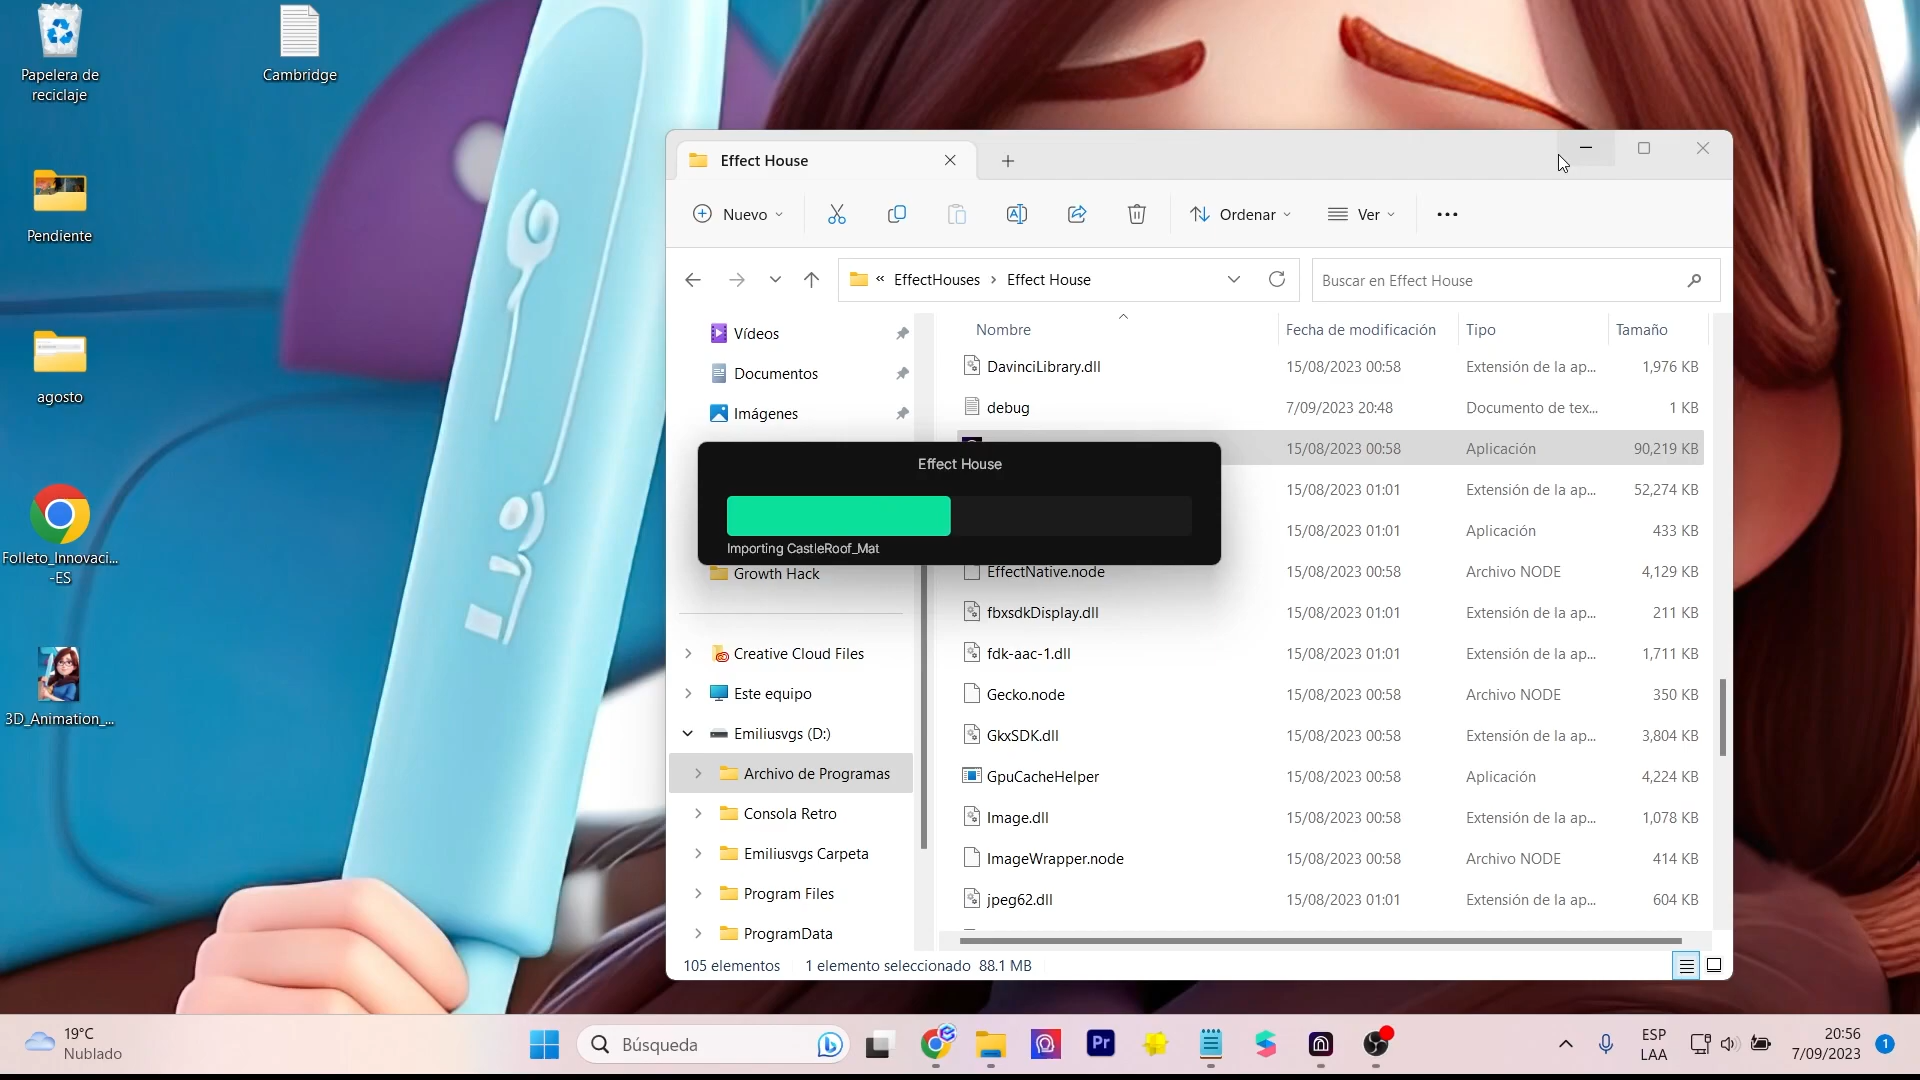 Papelera de
reciclaje
Cambridge
Pendiente
agosto
Folleto_Innovaci...
-ES
3D_Animation_...
Effect House
Nuevo
Ordenar
Ver
« EffectHouses › Effect House
Buscar en Effect House
Vídeos
Documentos
Imágenes
Growth Hack
Creative Cloud Files
Este equipo
Emiliusvgs (D:)
Archivo de Programas
Consola Retro
Emiliusvgs Carpeta
Program Files
ProgramData
Nombre Fecha de modificación Tipo Tamaño
DavinciLibrary.dll 15/08/2023 00:58 Extensión de la ap... 1,976 KB
debug 7/09/2023 20:48 Documento de tex... 1 KB
15/08/2023 00:58 Aplicación 90,219 KB
15/08/2023 01:01 Extensión de la ap... 52,274 KB
15/08/2023 01:01 Aplicación 433 KB
EffectNative.node 15/08/2023 00:58 Archivo NODE 4,129 KB
fbxsdkDisplay.dll 15/08/2023 01:01 Extensión de la ap... 211 KB
fdk-aac-1.dll 15/08/2023 01:01 Extensión de la ap... 1,711 KB
Gecko.node 15/08/2023 00:58 Archivo NODE 350 KB
GkxSDK.dll 15/08/2023 00:58 Extensión de la ap... 3,804 KB
GpuCacheHelper 15/08/2023 00:58 Aplicación 4,224 KB
Image.dll 15/08/2023 00:58 Extensión de la ap... 1,078 KB
ImageWrapper.node 15/08/2023 00:58 Archivo NODE 414 KB
jpeg62.dll 15/08/2023 01:01 Extensión de la ap... 604 KB
Effect House
Importing CastleRoof_Mat
105 elementos 1 elemento seleccionado 88.1 MB
19°C
Nublado
Búsqueda
Pr
ESP
LAA
20:56
7/09/2023
1